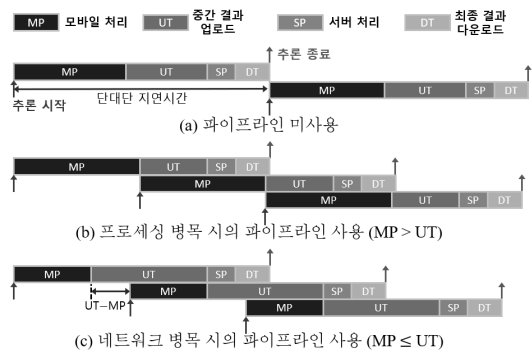 MP 모바일 처리 UT 중간 결과 업로드 SP 서버 처리 DT 최종 결과 다운로드
추론 종료
MP UT SP DT
MP UT SP DT
추론 시작 단대단 지연시간
(a) 파이프라인 미사용
MP UT SP DT
MP UT SP DT
MP UT SP DT
(b) 프로세싱 병목 시의 파이프라인 사용 (MP > UT)
MP UT SP DT
UT−MP MP UT SP DT
MP UT SP DT
(c) 네트워크 병목 시의 파이프라인 사용 (MP ≤ UT)